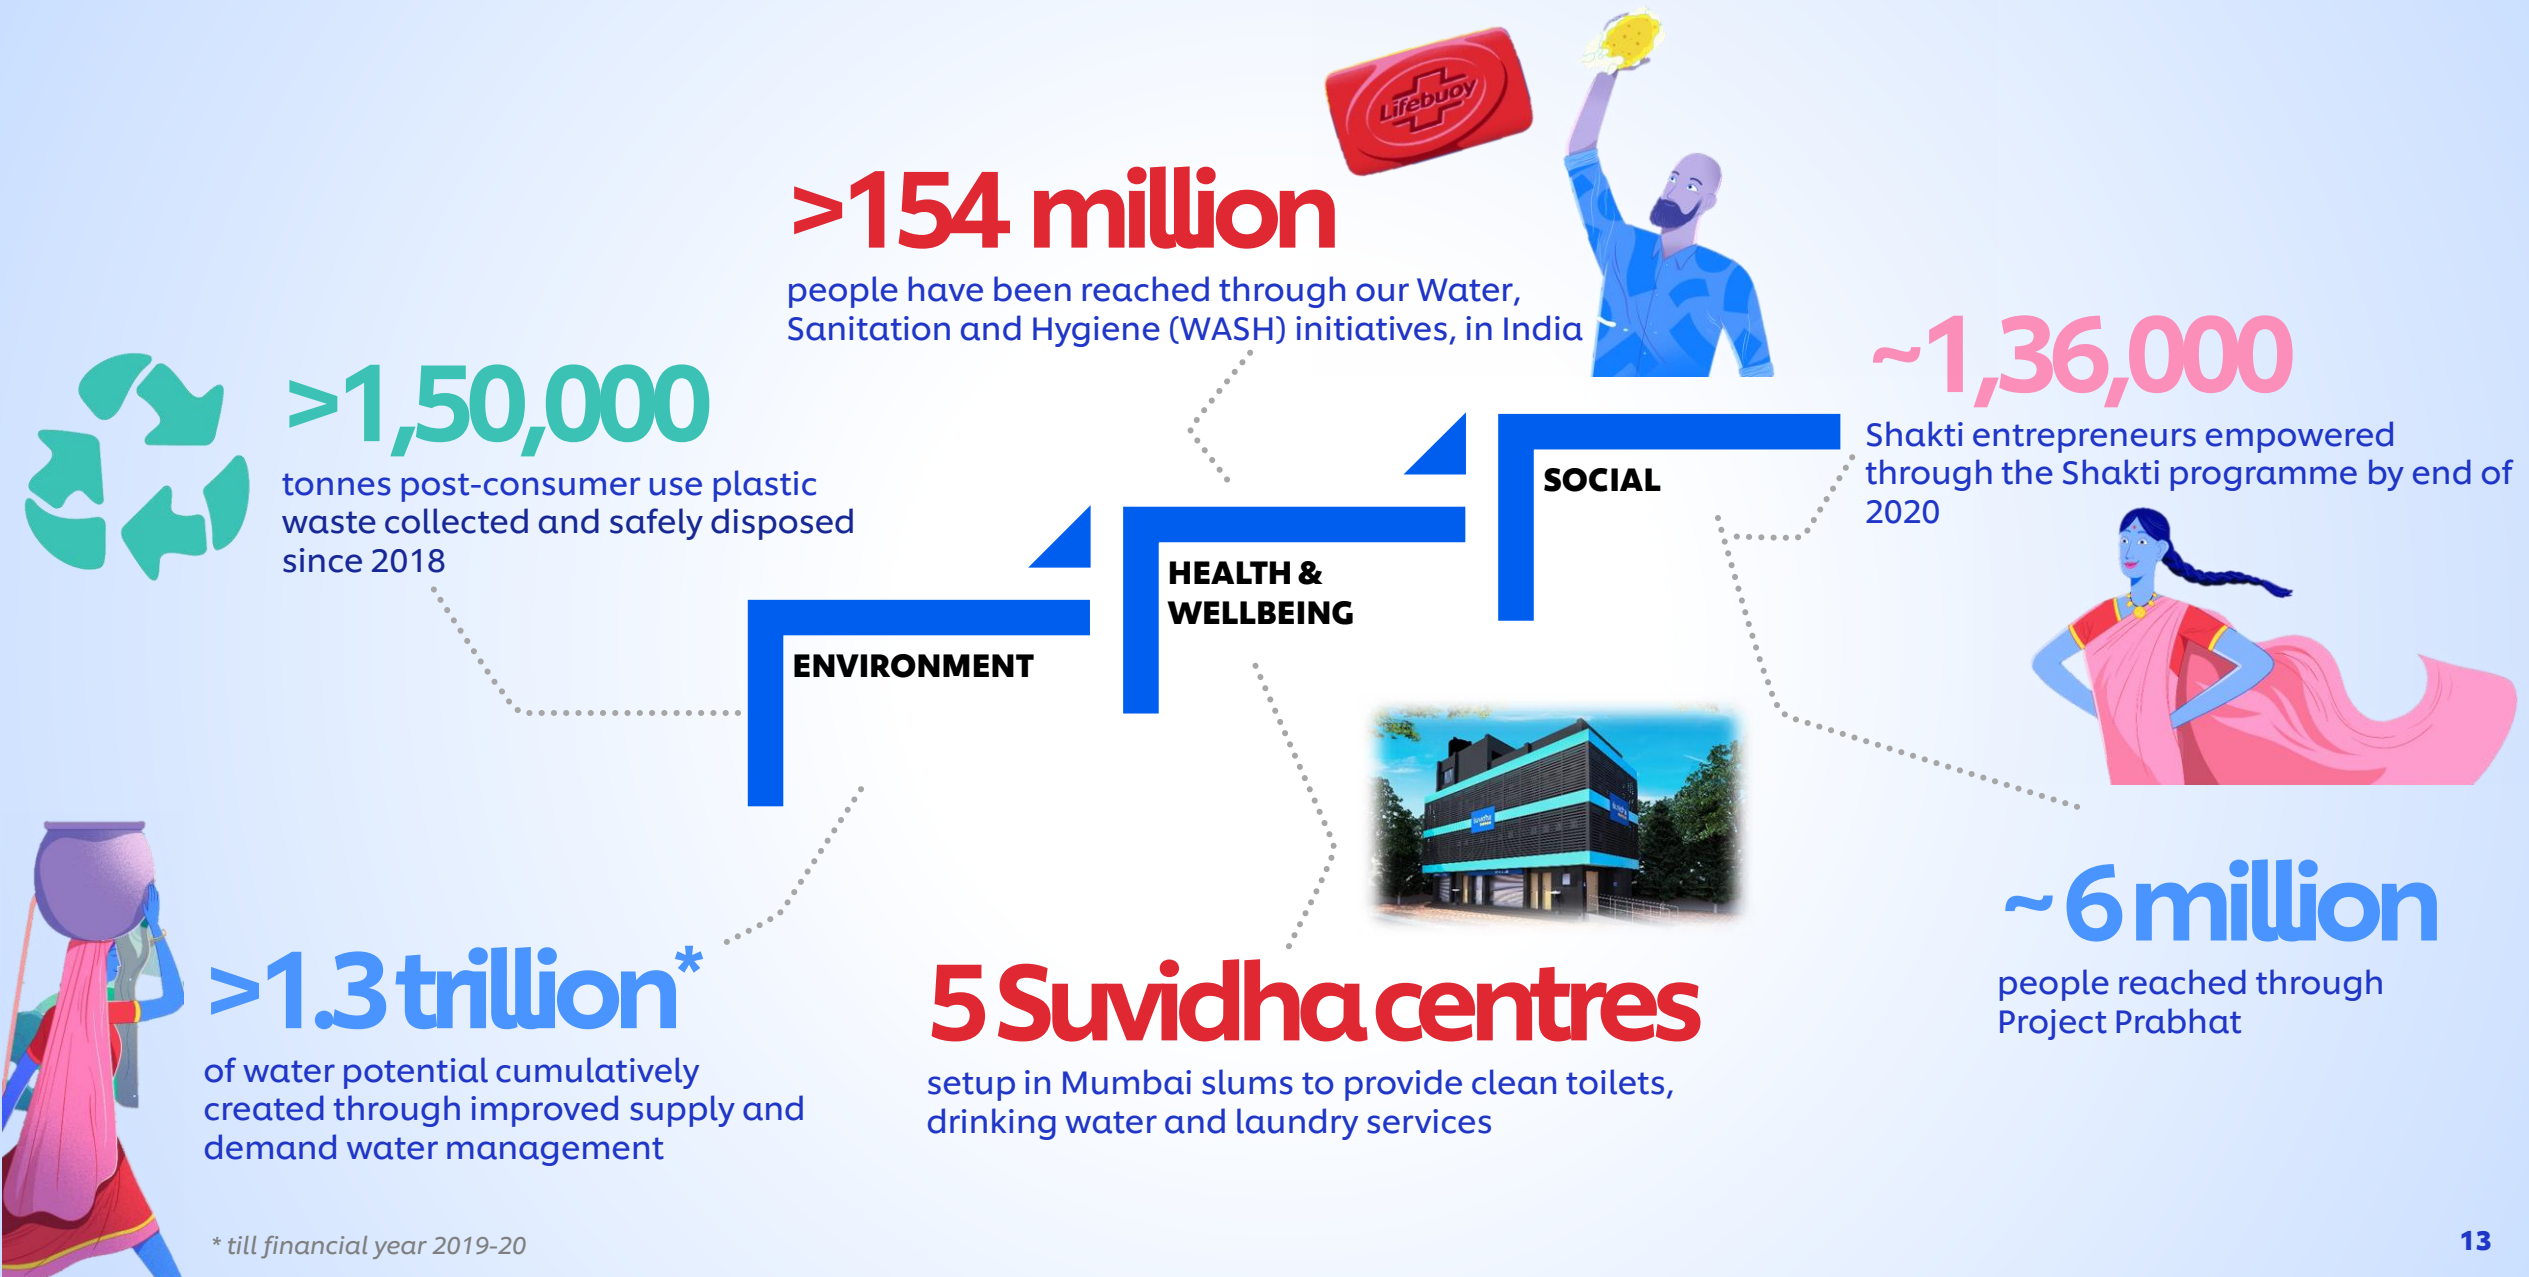 Lifebuoy
>154 million
people have been reached through our Water,
Sanitation and Hygiene (WASH) initiatives, in India
>1,50,000
tonnes post-consumer use plastic
waste collected and safely disposed
since 2018
~1,36,000
Shakti entrepreneurs empowered
through the Shakti programme by end of
2020
SOCIAL
HEALTH &
WELLBEING
ENVIRONMENT
suvidha
>1.3 trillion*
of water potential cumulatively
created through improved supply and
demand water management
5 Suvidha centres
setup in Mumbai slums to provide clean toilets,
drinking water and laundry services
~ 6 million
people reached through
Project Prabhat
* till financial year 2019-20
13